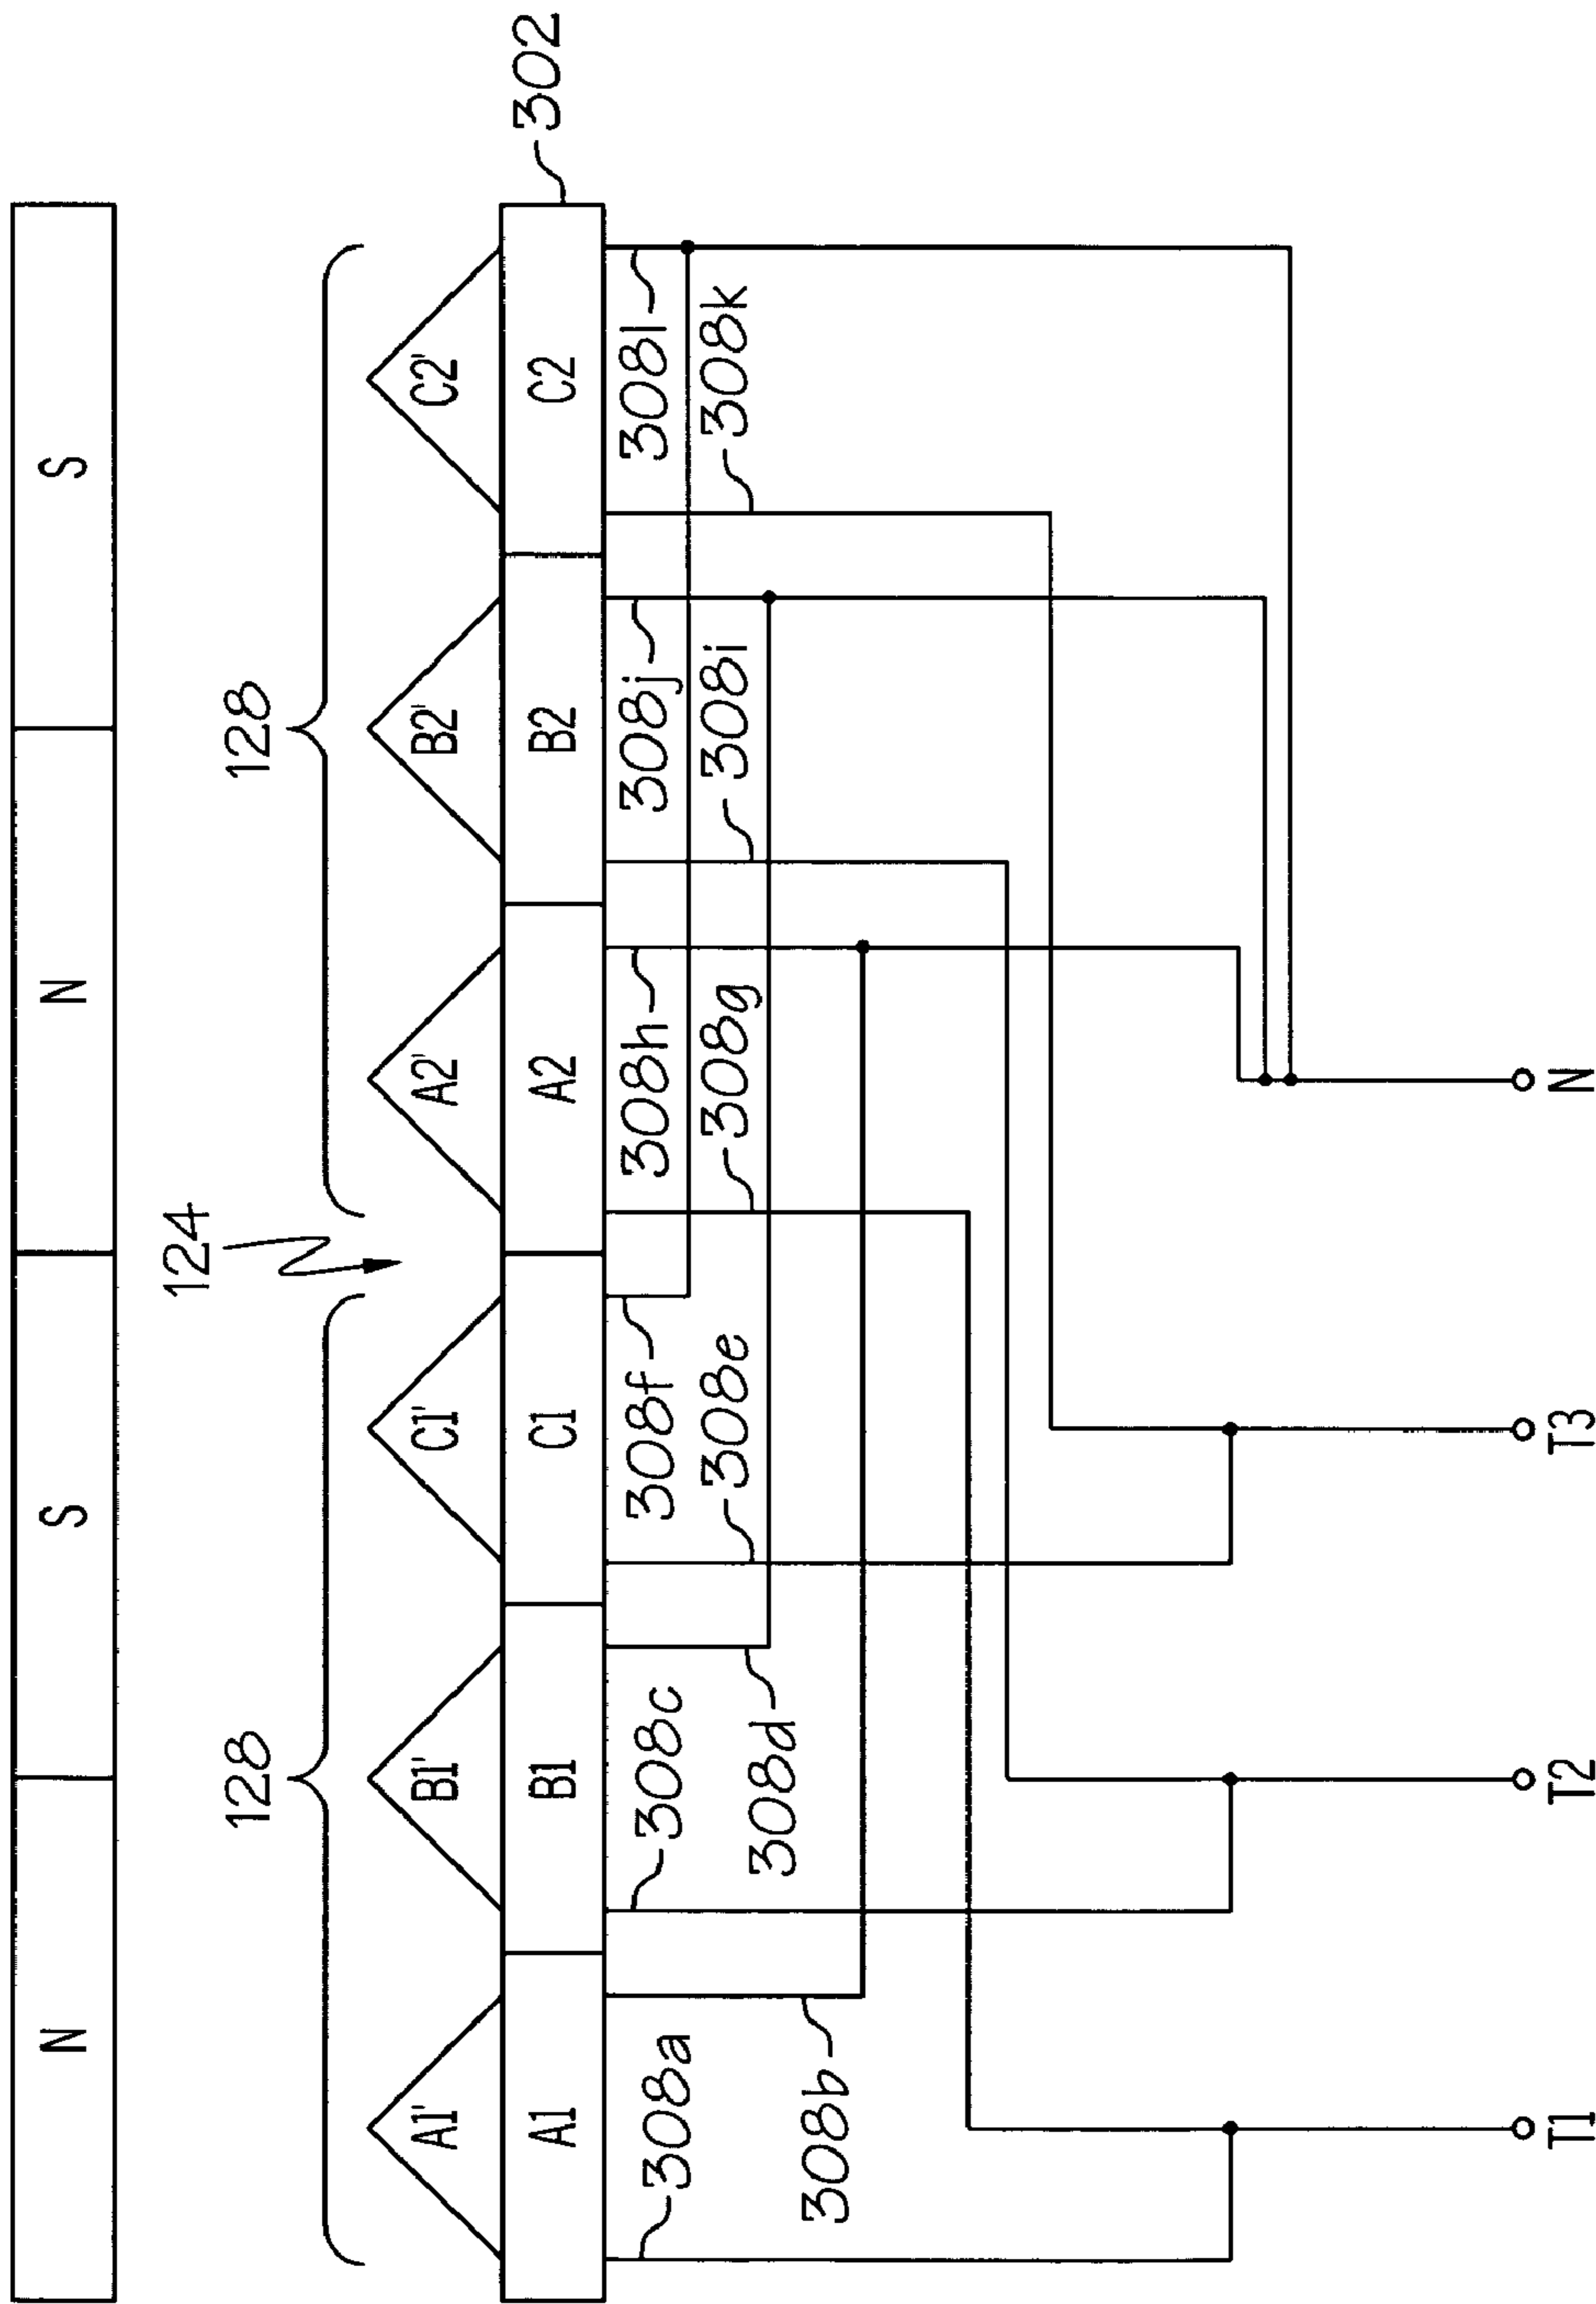 N S N S
124
128 128
A1' B1' C1' A2' B2' C2'
A1 B1 C1 A2 B2 C2
302
308a 308c 308f 308h 308j 308l
308e 308g 308i 308k
308d
308b
T1 T2 T3 N